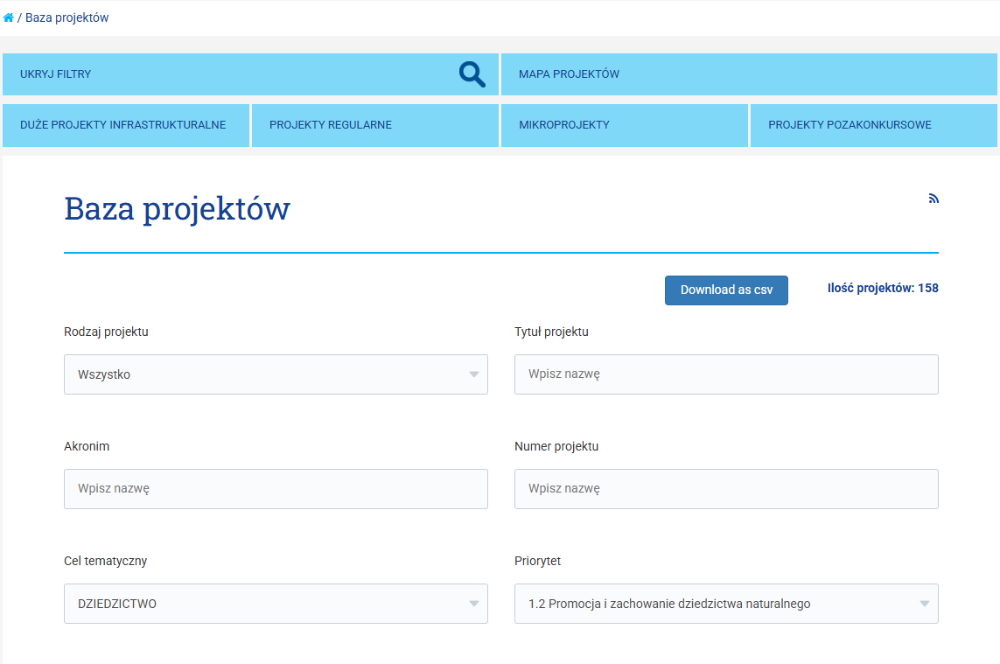 / Baza projektów
UKRYJ FILTRY
MAPA PROJEKTÓW
DUŻE PROJEKTY INFRASTRUKTURALNE
PROJEKTY REGULARNE
MIKROPROJEKTY
PROJEKTY POZAKONKURSOWE
Baza projektów
Download as csv
Ilość projektów: 158
Rodzaj projektu
Tytuł projektu
Wszystko
Wpisz nazwę
Akronim
Numer projektu
Wpisz nazwę
Wpisz nazwę
Cel tematyczny
Priorytet
DZIEDZICTWO
1.2 Promocja i zachowanie dziedzictwa naturalnego